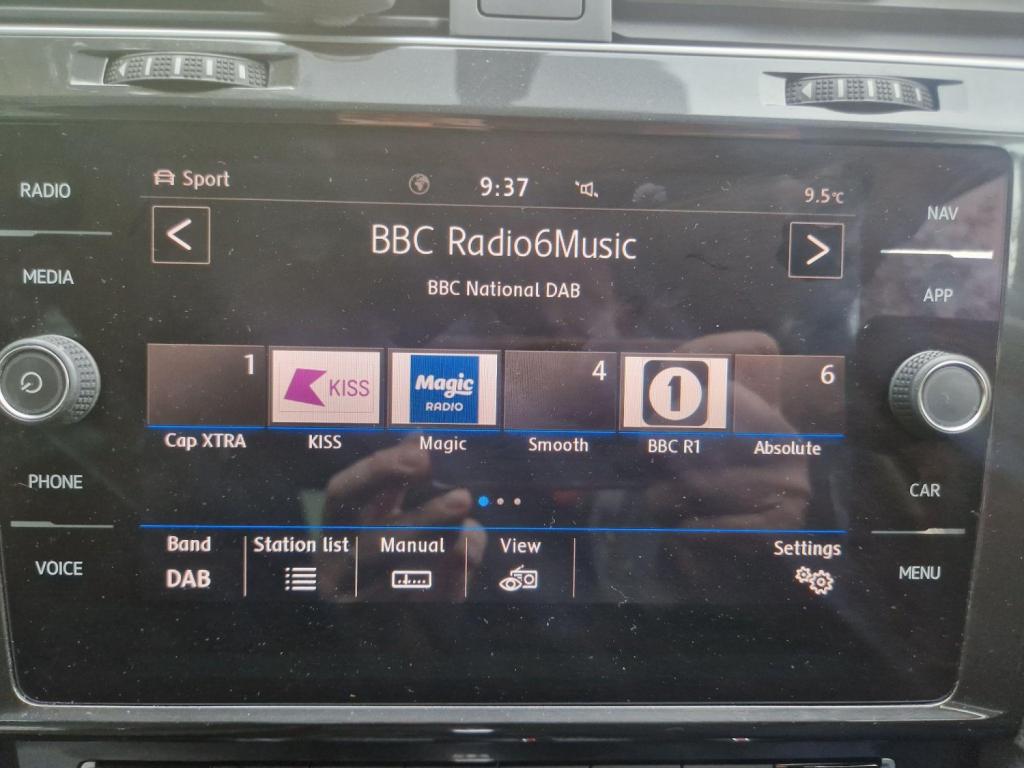 RADIO
MEDIA
PHONE
VOICE
Sport
9:37
9.5°C
BBC Radio6Music
BBC National DAB
1
KISS
Magic
RADIO
4
1
6
Cap XTRA
KISS
Magic
Smooth
BBC R1
Absolute
Band
Station list
Manual
View
Settings
DAB
NAV
APP
CAR
MENU